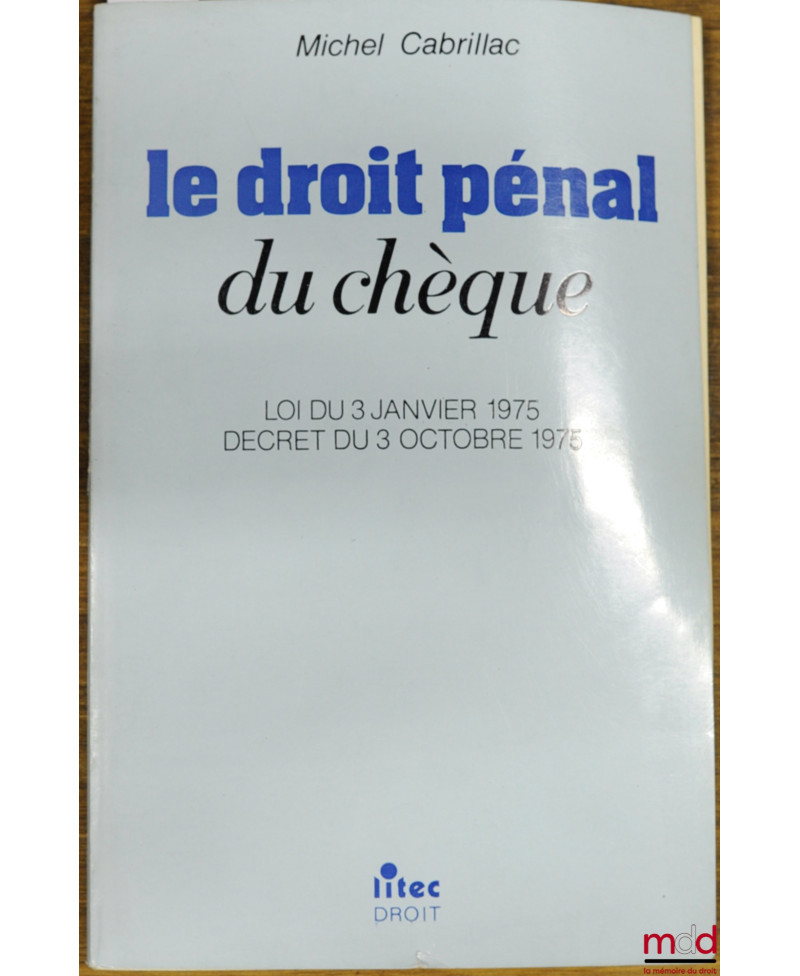 Michel Cabrillac
le droit pénal
du chèque
LOI DU 3 JANVIER 1975
DECRET DU 3 OCTOBRE 1975
litec
DROIT
mdd
la mémoire du droit